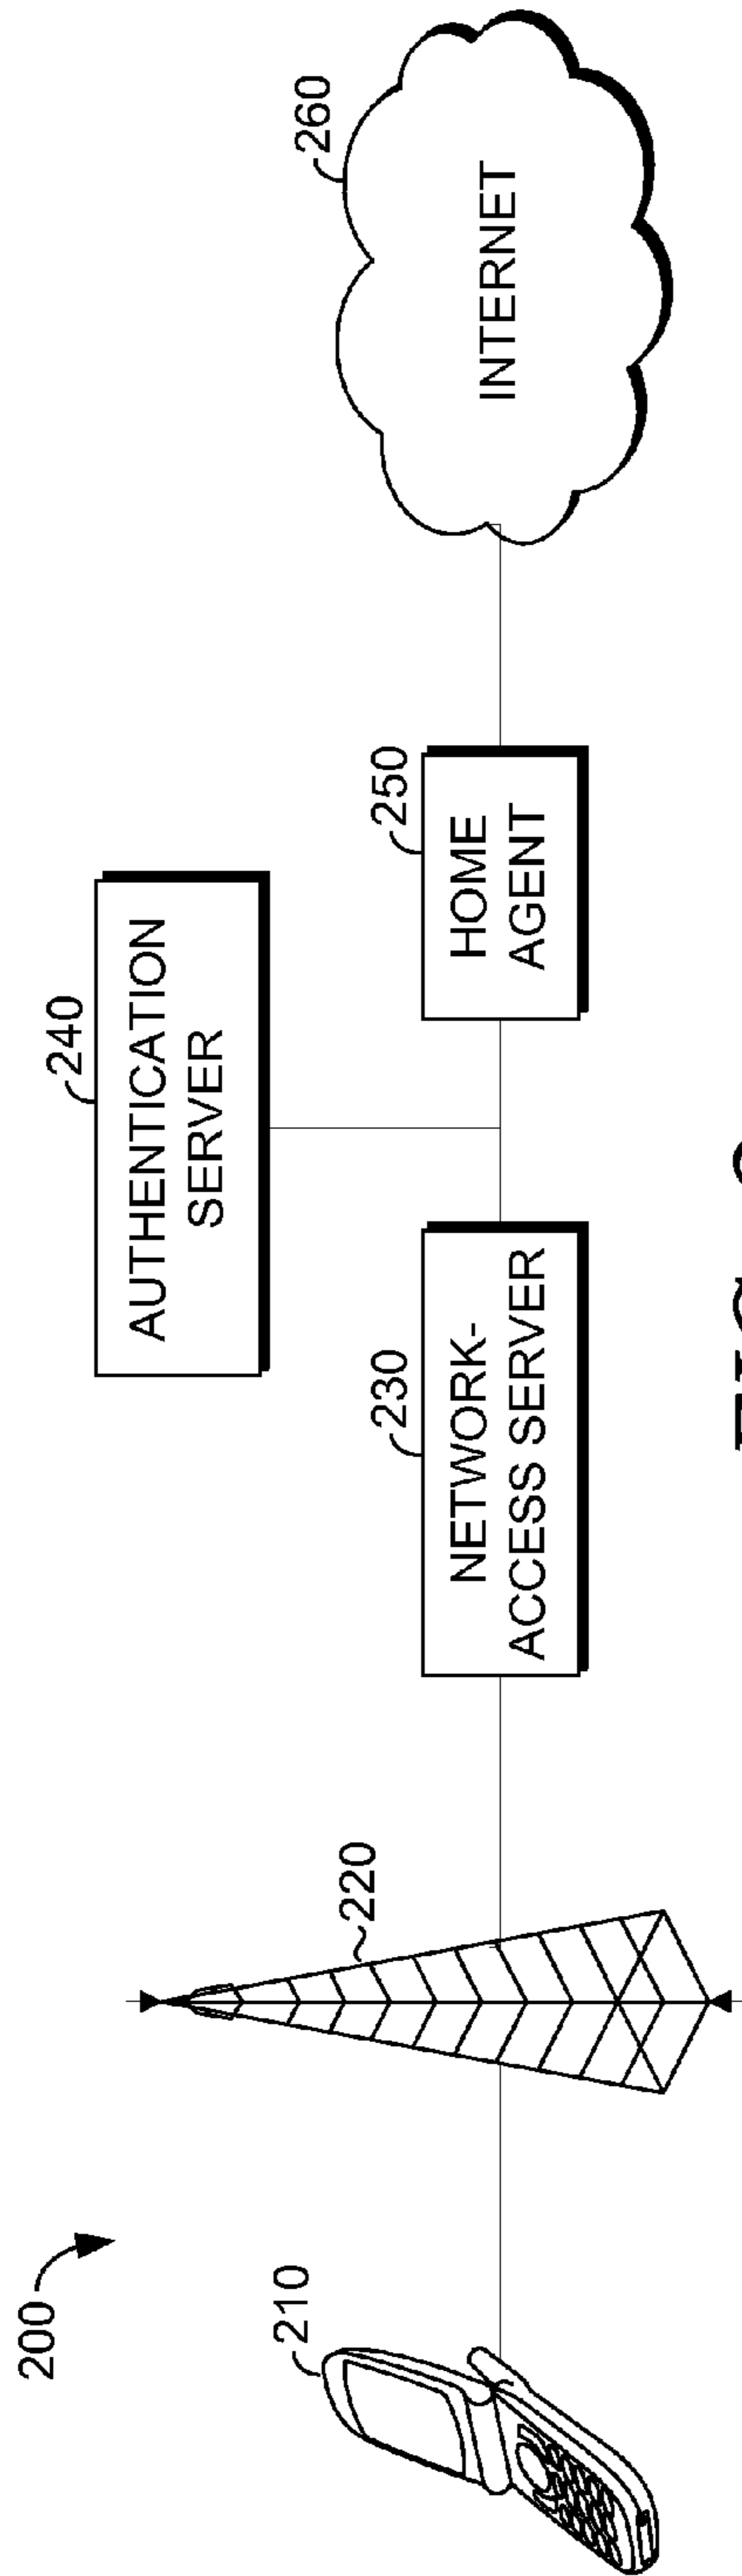 200
210
220
230
NETWORK-
ACCESS SERVER
240
AUTHENTICATION
SERVER
250
HOME
AGENT
260
INTERNET